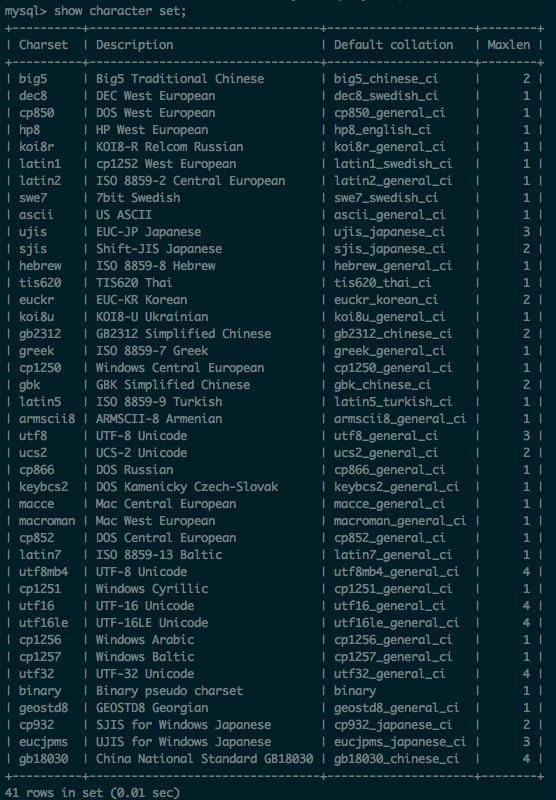 mysql> show character set;
+----------+---------------------------------+---------------------+--------+
| Charset | Description | Default collation | Maxlen |
+----------+---------------------------------+---------------------+--------+
| big5 | Big5 Traditional Chinese | big5_chinese_ci | 2 |
| dec8 | DEC West European | dec8_swedish_ci | 1 |
| cp850 | DOS West European | cp850_general_ci | 1 |
| hp8 | HP West European | hp8_english_ci | 1 |
| koi8r | KOI8-R Relcom Russian | koi8r_general_ci | 1 |
| latin1 | cp1252 West European | latin1_swedish_ci | 1 |
| latin2 | ISO 8859-2 Central European | latin2_general_ci | 1 |
| swe7 | 7bit Swedish | swe7_swedish_ci | 1 |
| ascii | US ASCII | ascii_general_ci | 1 |
| ujis | EUC-JP Japanese | ujis_japanese_ci | 3 |
| sjis | Shift-JIS Japanese | sjis_japanese_ci | 2 |
| hebrew | ISO 8859-8 Hebrew | hebrew_general_ci | 1 |
| tis620 | TIS620 Thai | tis620_thai_ci | 1 |
| euckr | EUC-KR Korean | euckr_korean_ci | 2 |
| koi8u | KOI8-U Ukrainian | koi8u_general_ci | 1 |
| gb2312 | GB2312 Simplified Chinese | gb2312_chinese_ci | 2 |
| greek | ISO 8859-7 Greek | greek_general_ci | 1 |
| cp1250 | Windows Central European | cp1250_general_ci | 1 |
| gbk | GBK Simplified Chinese | gbk_chinese_ci | 2 |
| latin5 | ISO 8859-9 Turkish | latin5_turkish_ci | 1 |
| armscii8 | ARMSCII-8 Armenian | armscii8_general_ci | 1 |
| utf8 | UTF-8 Unicode | utf8_general_ci | 3 |
| ucs2 | UCS-2 Unicode | ucs2_general_ci | 2 |
| cp866 | DOS Russian | cp866_general_ci | 1 |
| keybcs2 | DOS Kamenicky Czech-Slovak | keybcs2_general_ci | 1 |
| macce | Mac Central European | macce_general_ci | 1 |
| macroman | Mac West European | macroman_general_ci | 1 |
| cp852 | DOS Central European | cp852_general_ci | 1 |
| latin7 | ISO 8859-13 Baltic | latin7_general_ci | 1 |
| utf8mb4 | UTF-8 Unicode | utf8mb4_general_ci | 4 |
| cp1251 | Windows Cyrillic | cp1251_general_ci | 1 |
| utf16 | UTF-16 Unicode | utf16_general_ci | 4 |
| utf16le | UTF-16LE Unicode | utf16le_general_ci | 4 |
| cp1256 | Windows Arabic | cp1256_general_ci | 1 |
| cp1257 | Windows Baltic | cp1257_general_ci | 1 |
| utf32 | UTF-32 Unicode | utf32_general_ci | 4 |
| binary | Binary pseudo charset | binary | 1 |
| geostd8 | GEOSTD8 Georgian | geostd8_general_ci | 1 |
| cp932 | SJIS for Windows Japanese | cp932_japanese_ci | 2 |
| eucjpms | UJIS for Windows Japanese | eucjpms_japanese_ci | 3 |
| gb18030 | China National Standard GB18030 | gb18030_chinese_ci | 4 |
+----------+---------------------------------+---------------------+--------+
41 rows in set (0.01 sec)